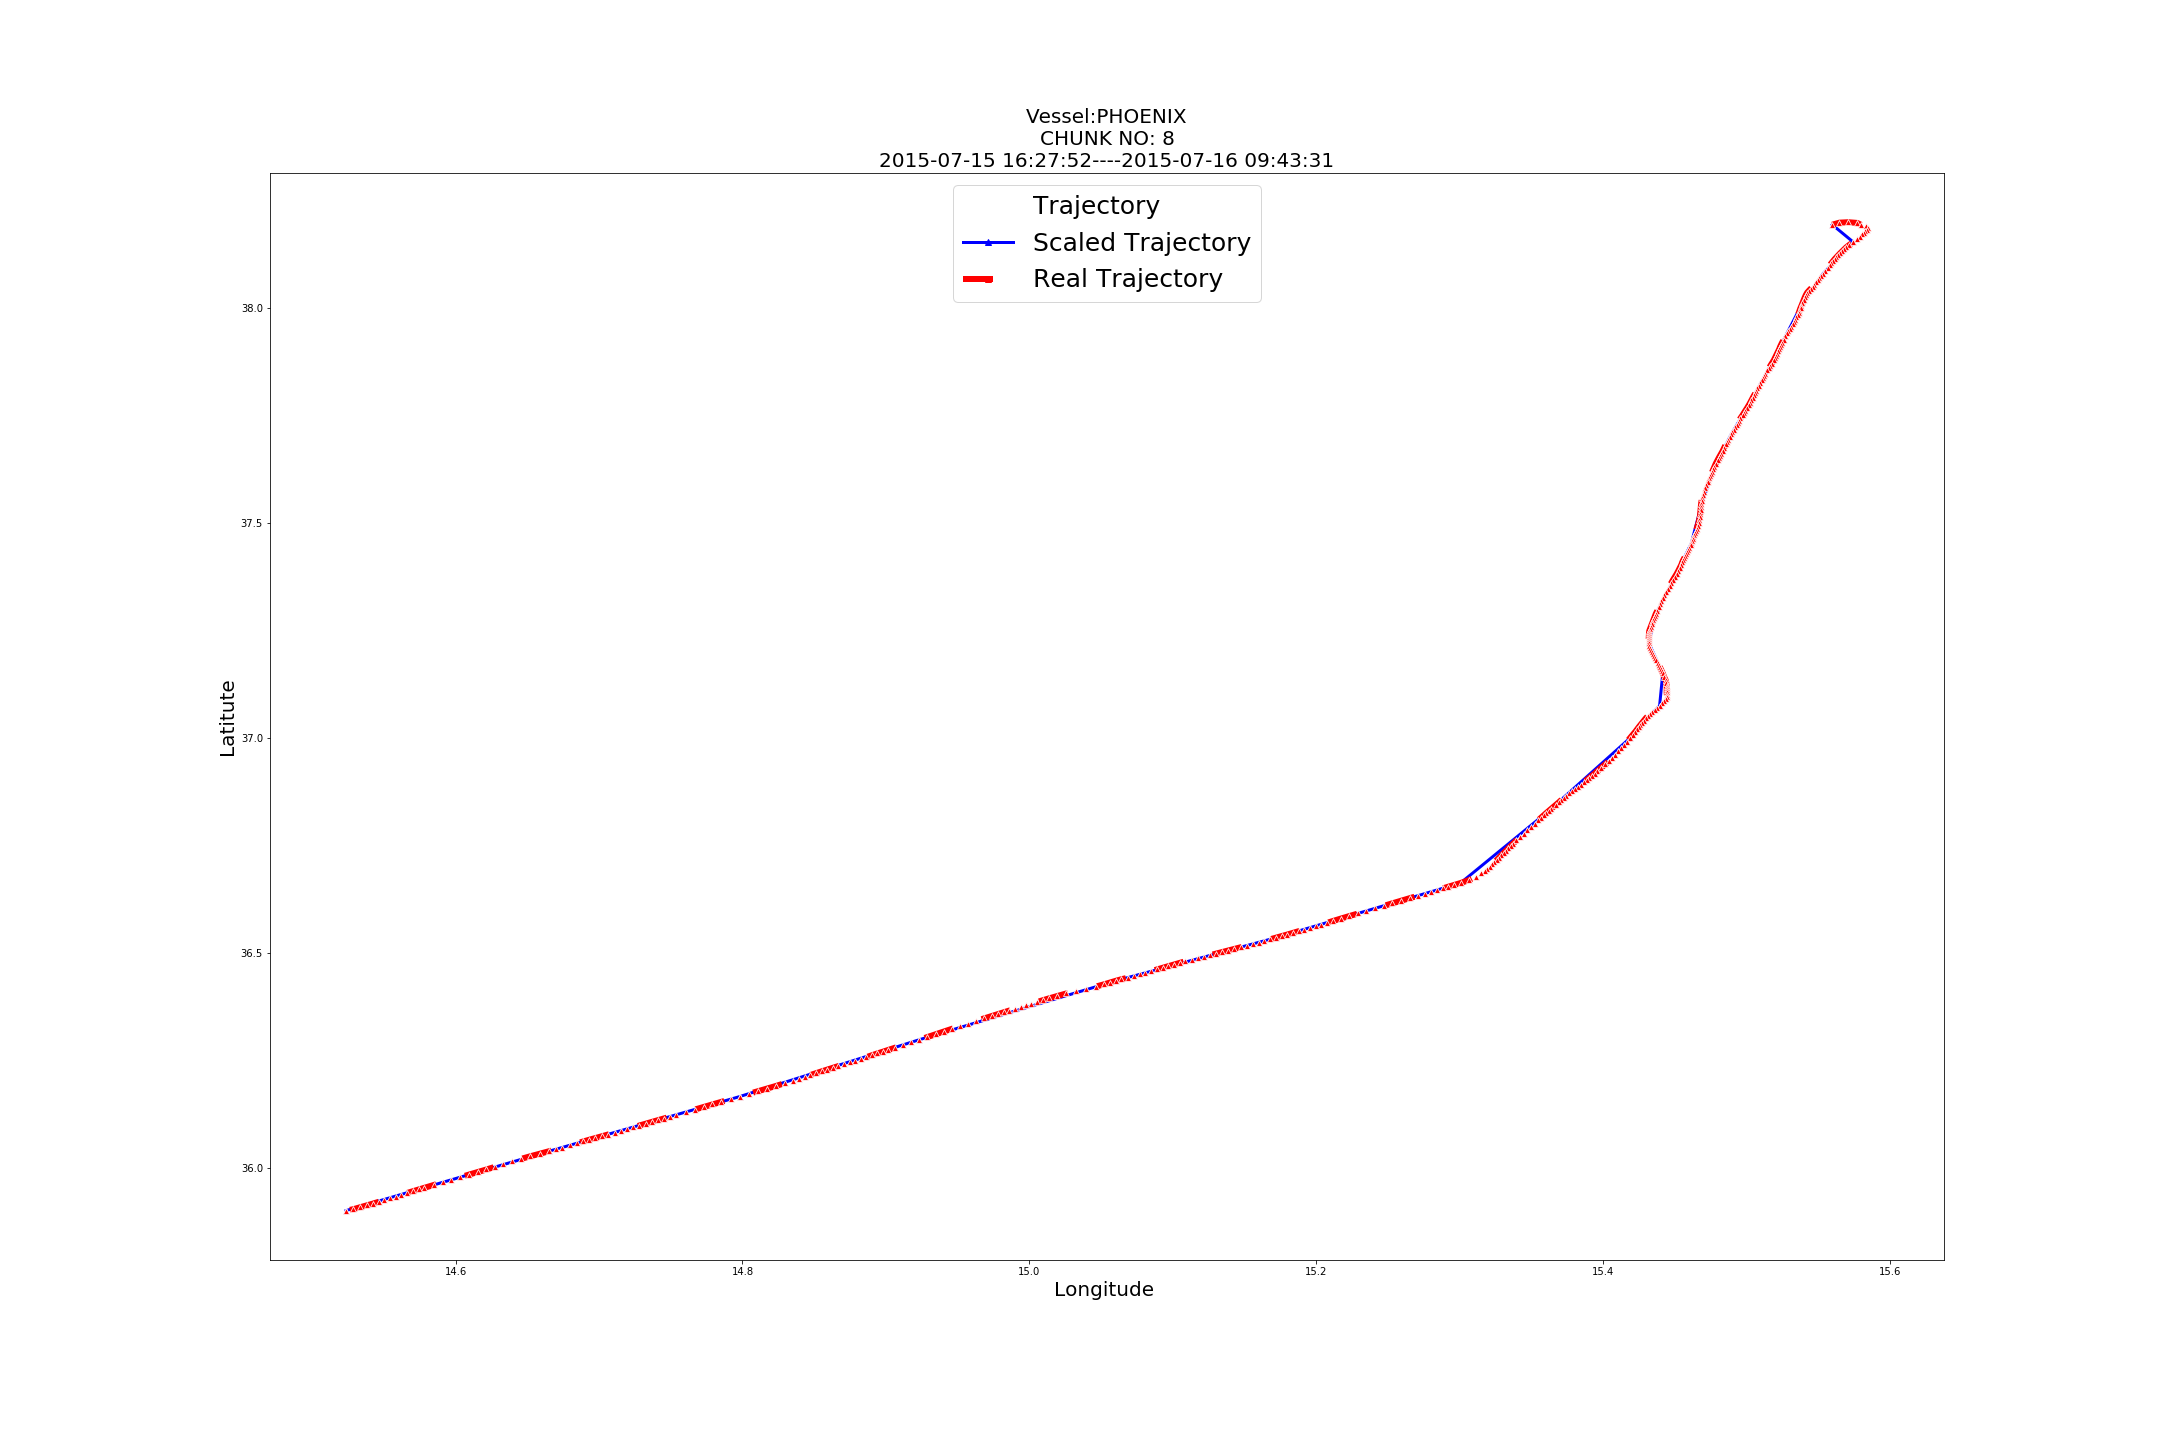 Vessel:PHOENIX
CHUNK NO: 8
2015-07-15 16:27:52----2015-07-16 09:43:31
Trajectory
Scaled Trajectory
Real Trajectory
38.0
37.5
37.0
36.5
36.0
Latitute
14.6 14.8 15.0 15.2 15.4 15.6
Longitude